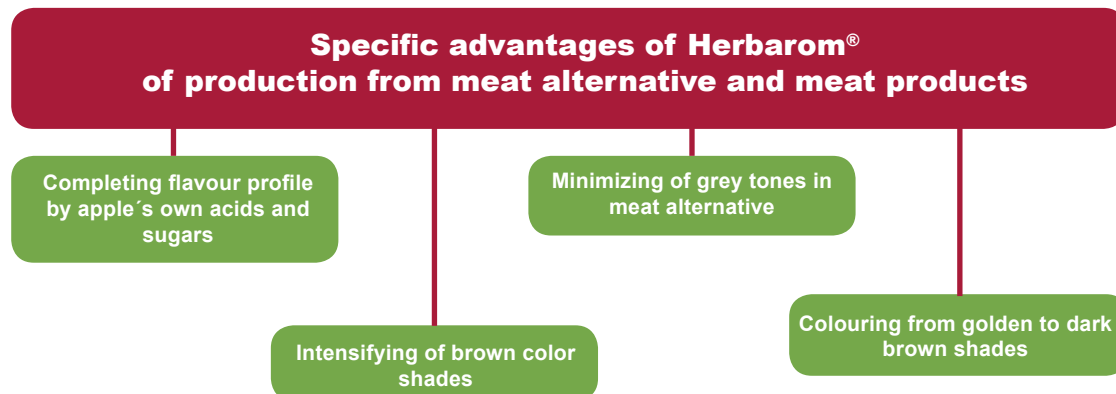 Specific advantages of Herbarom®
of production from meat alternative and meat products
Completing flavour profile
by apple´s own acids and
sugars
Minimizing of grey tones in
meat alternative
Intensifying of brown color
shades
Colouring from golden to dark
brown shades